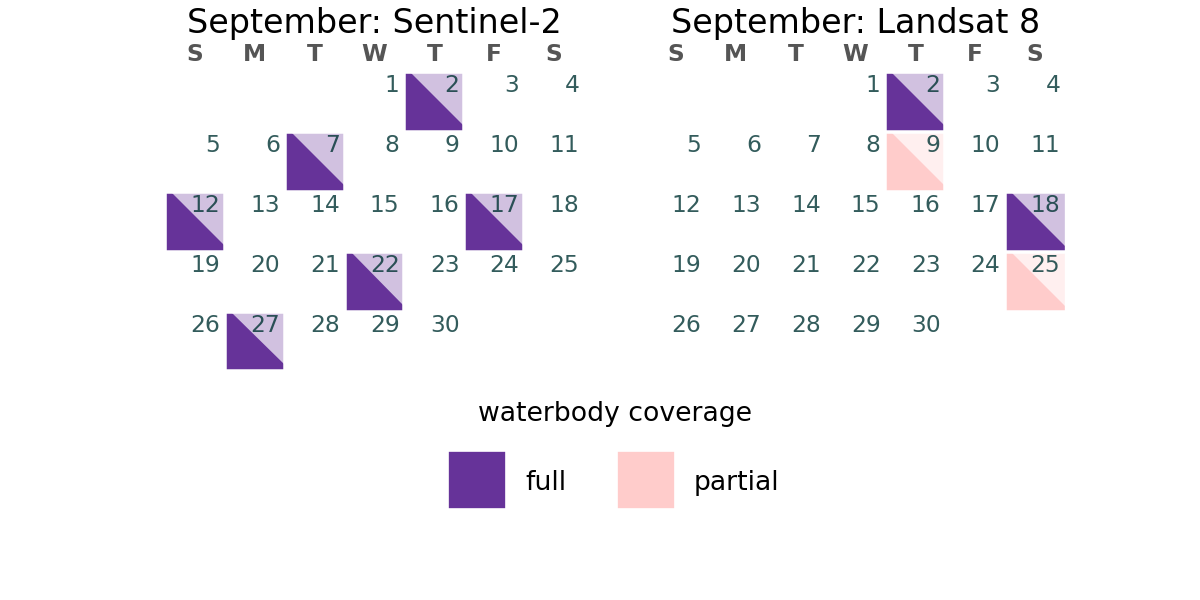 September: Sentinel-2
S M T W T F S
1 2 3 4
5 6 7 8 9 10 11
12 13 14 15 16 17 18
19 20 21 22 23 24 25
26 27 28 29 30
September: Landsat 8
S M T W T F S
1 2 3 4
5 6 7 8 9 10 11
12 13 14 15 16 17 18
19 20 21 22 23 24 25
26 27 28 29 30
waterbody coverage
full partial